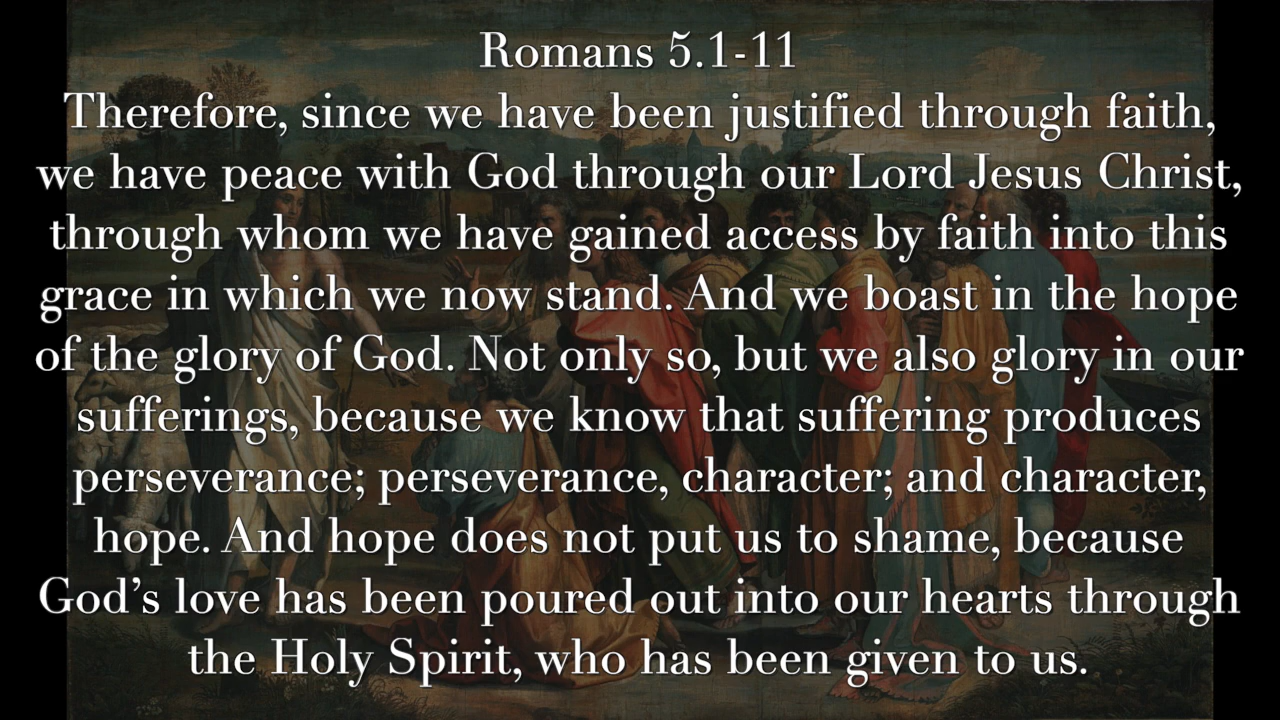 Romans 5.1-11
Therefore, since we have been justified through faith,
we have peace with God through our Lord Jesus Christ,
through whom we have gained access by faith into this
grace in which we now stand. And we boast in the hope
of the glory of God. Not only so, but we also glory in our
sufferings, because we know that suffering produces
perseverance; perseverance, character; and character,
hope. And hope does not put us to shame, because
God’s love has been poured out into our hearts through
the Holy Spirit, who has been given to us.